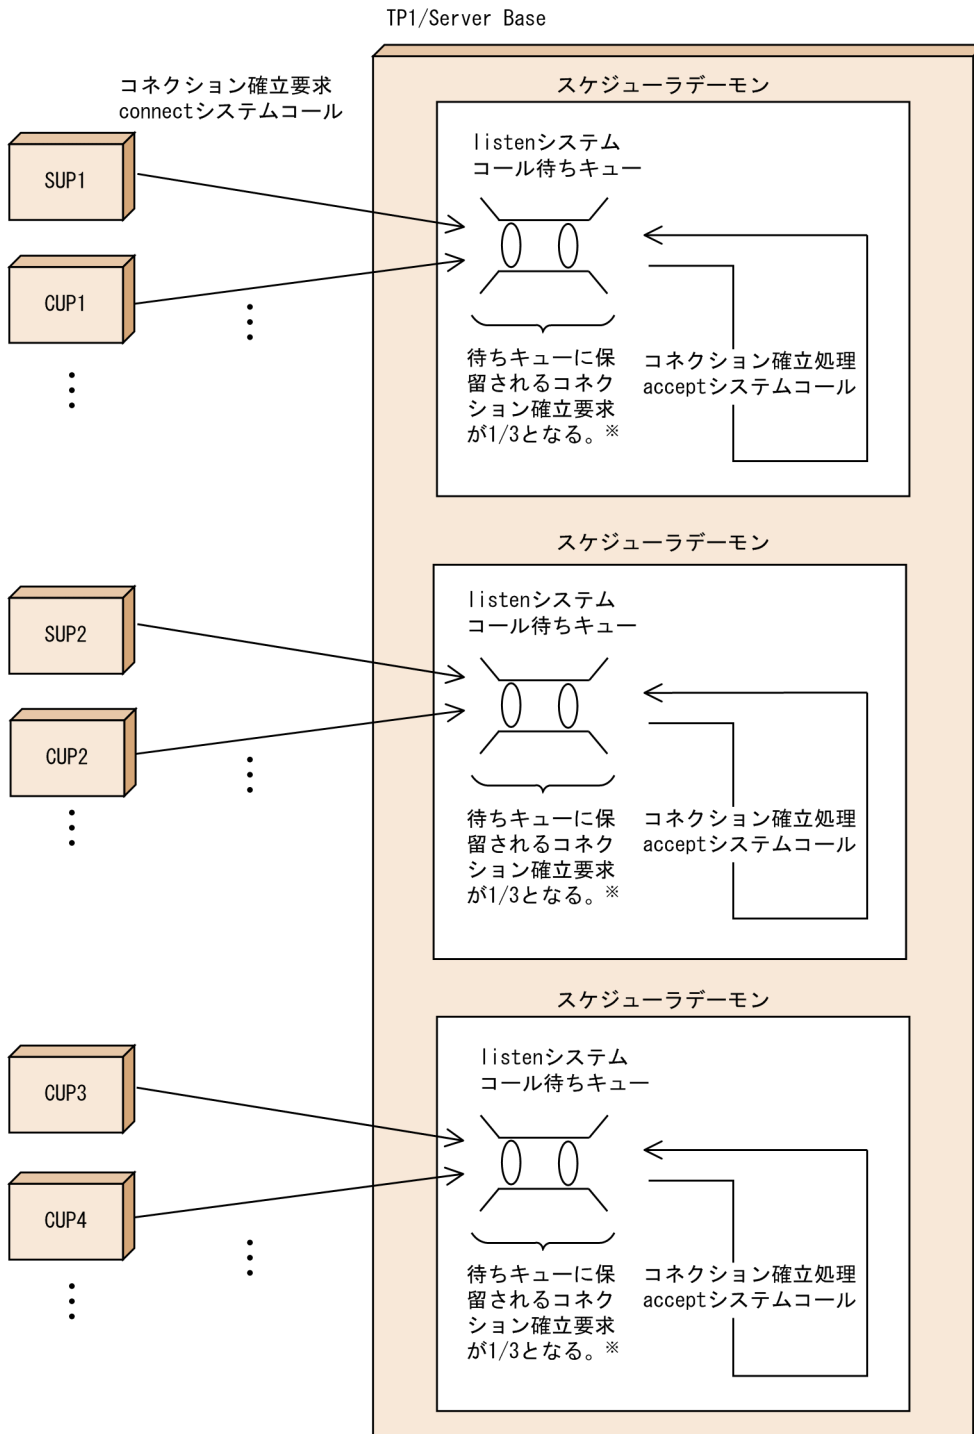 TP1/Server Base
コネクション確立要求
connectシステムコール
スケジューラデーモン
listenシステム
コール待ちキュー
SUP1
CUP1
待ちキューに保
留されるコネク
ション確立要求
が1/3となる。※
コネクション確立処理
acceptシステムコール
スケジューラデーモン
listenシステム
コール待ちキュー
SUP2
CUP2
待ちキューに保
留されるコネク
ション確立要求
が1/3となる。※
コネクション確立処理
acceptシステムコール
スケジューラデーモン
listenシステム
コール待ちキュー
CUP3
CUP4
待ちキューに保
留されるコネク
ション確立要求
が1/3となる。※
コネクション確立処理
acceptシステムコール